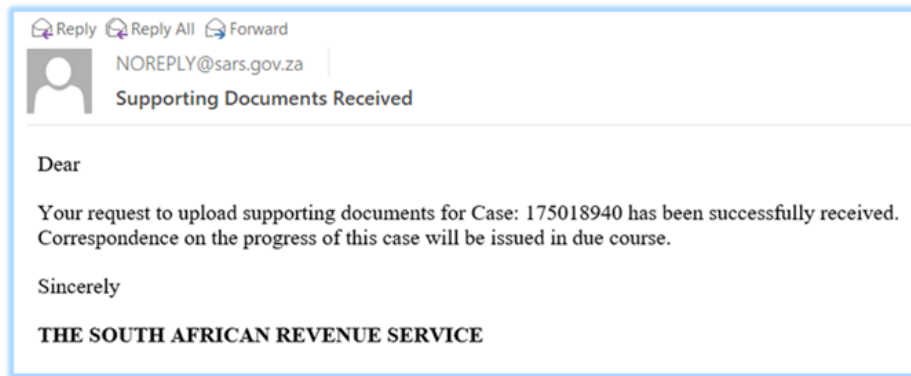 Reply Reply All Forward
NOREPLY@sars.gov.za
Supporting Documents Received
Dear
Your request to upload supporting documents for Case: 175018940 has been successfully received.
Correspondence on the progress of this case will be issued in due course.
Sincerely
THE SOUTH AFRICAN REVENUE SERVICE